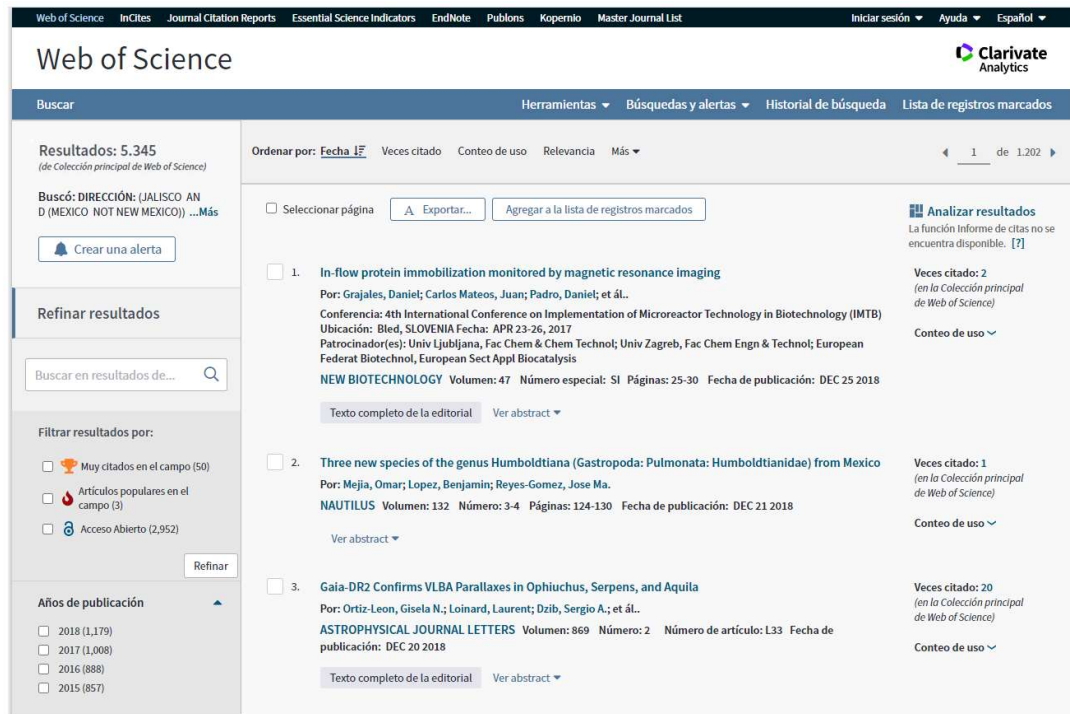 Web of Science InCites Journal Citation Reports Essential Science Indicators EndNote Publons Kopernio Master Journal List Iniciar sesión Ayuda Español
Web of Science
Clarivate
Analytics
Buscar Herramientas Búsquedas y alertas Historial de búsqueda Lista de registros marcados
Resultados: 5.345
(de Colección principal de Web of Science)
Buscó: DIRECCIÓN: (JALISCO AN
D (MEXICO NOT NEW MEXICO)) ...Más
Crear una alerta
Refinar resultados
Buscar en resultados de...
Filtrar resultados por:
Muy citados en el campo (50)
Artículos populares en el
campo (3)
Acceso Abierto (2,952)
Refinar
Años de publicación
2018 (1,179)
2017 (1,008)
2016 (888)
2015 (857)
Ordenar por: Fecha Veces citado Conteo de uso Relevancia Más
1 de 1.202
Seleccionar página A Exportar... Agregar a la lista de registros marcados
Analizar resultados
La función Informe de citas no se
encuentra disponible. [?]
1. In-flow protein immobilization monitored by magnetic resonance imaging
Por: Grajales, Daniel; Carlos Mateos, Juan; Padro, Daniel; et ál..
Conferencia: 4th International Conference on Implementation of Microreactor Technology in Biotechnology (IMTB)
Ubicación: Bled, SLOVENIA Fecha: APR 23-26, 2017
Patrocinador(es): Univ Ljubljana, Fac Chem & Chem Technol; Univ Zagreb, Fac Chem Engn & Technol; European
Federat Biotechnol, European Sect Appl Biocatalysis
NEW BIOTECHNOLOGY Volumen: 47 Número especial: SI Páginas: 25-30 Fecha de publicación: DEC 25 2018
Texto completo de la editorial Ver abstract
Veces citado: 2
(en la Colección principal
de Web of Science)
Conteo de uso
2. Three new species of the genus Humboldtiana (Gastropoda: Pulmonata: Humboldtianidae) from Mexico
Por: Mejia, Omar; Lopez, Benjamin; Reyes-Gomez, Jose Ma.
NAUTILUS Volumen: 132 Número: 3-4 Páginas: 124-130 Fecha de publicación: DEC 21 2018
Ver abstract
Veces citado: 1
(en la Colección principal
de Web of Science)
Conteo de uso
3. Gaia-DR2 Confirms VLBA Parallaxes in Ophiuchus, Serpens, and Aquila
Por: Ortiz-Leon, Gisela N.; Loinard, Laurent; Dzib, Sergio A.; et ál..
ASTROPHYSICAL JOURNAL LETTERS Volumen: 869 Número: 2 Número de artículo: L33 Fecha de
publicación: DEC 20 2018
Texto completo de la editorial Ver abstract
Veces citado: 20
(en la Colección principal
de Web of Science)
Conteo de uso